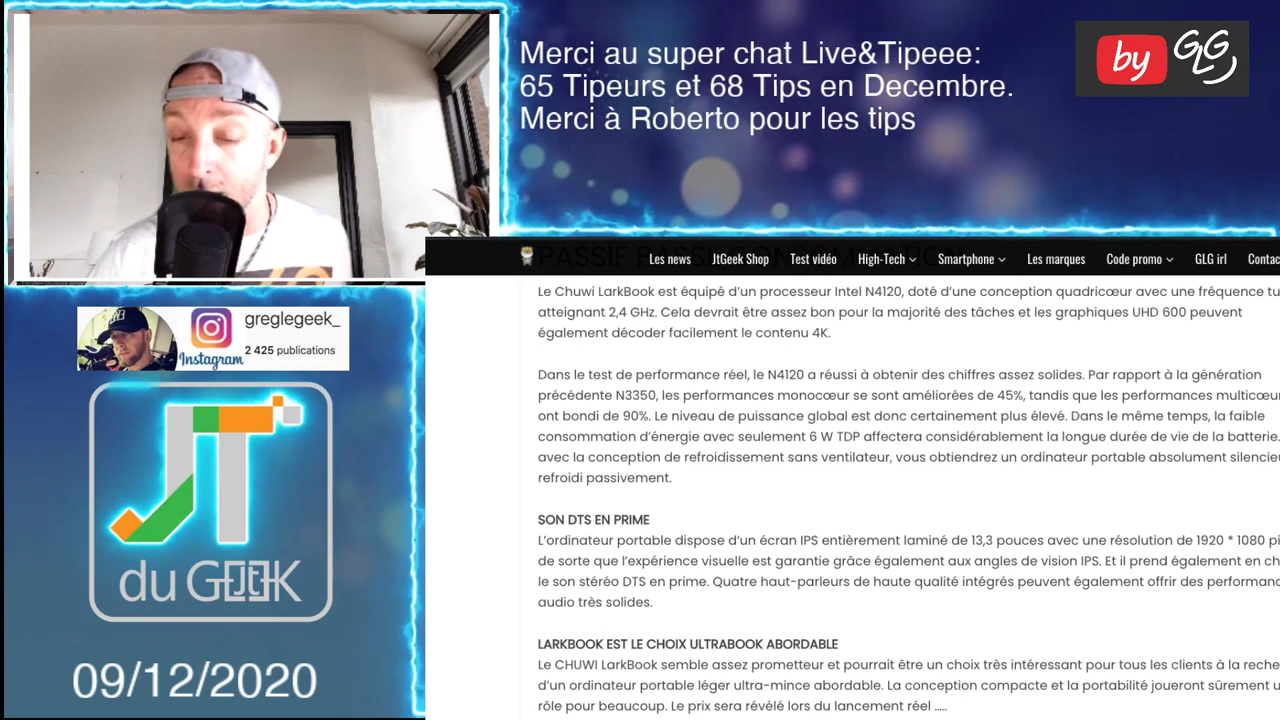 Merci au super chat Live&Tipeee:
65 Tipeurs et 68 Tips en Decembre.
Merci à Roberto pour les tips
by GLG
PASSIF
Les news JtGeek Shop Test vidéo High-Tech Smartphone Les marques Code promo GLG irl Contac
Le Chuwi LarkBook est équipé d’un processeur Intel N4120, doté d’une conception quadricœur avec une fréquence tu
atteignant 2,4 GHz. Cela devrait être assez bon pour la majorité des tâches et les graphiques UHD 600 peuvent
également décoder facilement le contenu 4K.
Dans le test de performance réel, le N4120 a réussi à obtenir des chiffres assez solides. Par rapport à la génération
précédente N3350, les performances monocœur se sont améliorées de 45%, tandis que les performances multicœu
ont bondi de 90%. Le niveau de puissance global est donc certainement plus élevé. Dans le même temps, la faible
consommation d’énergie avec seulement 6 W TDP affectera considérablement la longue durée de vie de la batterie.
avec la conception de refroidissement sans ventilateur, vous obtiendrez un ordinateur portable absolument silencieu
refroidi passivement.
SON DTS EN PRIME
L’ordinateur portable dispose d’un écran IPS entièrement laminé de 13,3 pouces avec une résolution de 1920 * 1080 pi
de sorte que l’expérience visuelle est garantie grâce également aux angles de vision IPS. Et il prend également en ch
le son stéréo DTS en prime. Quatre haut-parleurs de haute qualité intégrés peuvent également offrir des performanc
audio très solides.
LARKBOOK EST LE CHOIX ULTRABOOK ABORDABLE
Le CHUWI LarkBook semble assez prometteur et pourrait être un choix très intéressant pour tous les clients à la reche
d’un ordinateur portable léger ultra-mince abordable. La conception compacte et la portabilité joueront sûrement u
rôle pour beaucoup. Le prix sera révélé lors du lancement réel .....
greglegeek_
2 425 publications
Instagram
JT
du GEEK
09/12/2020